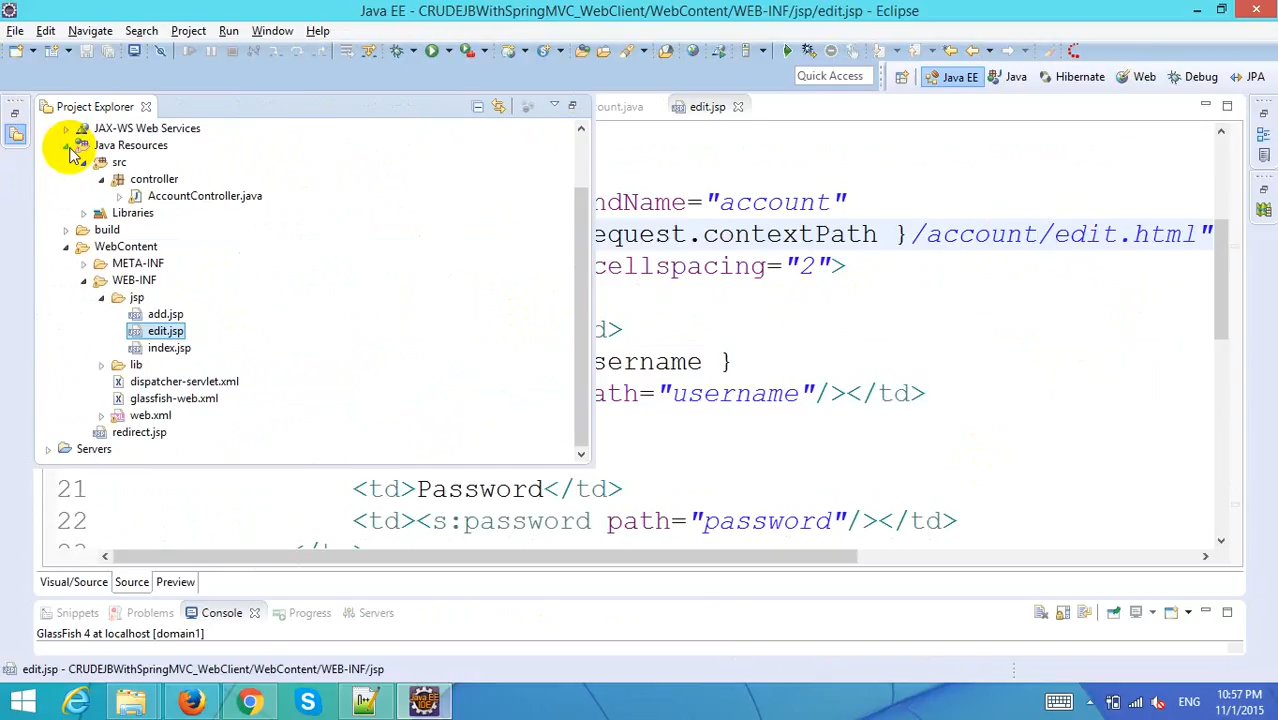 Java EE - CRUDEJBWithSpringMVC_WebClient/WebContent/WEB-INF/jsp/edit.jsp - Eclipse
File Edit Navigate Search Project Run Window Help
Quick Access
Java EE Java Hibernate Web Debug JPA
Project Explorer
ount.java
edit.jsp
JAX-WS Web Services
Java Resources
src
controller
AccountController.java
Libraries
build
WebContent
META-INF
WEB-INF
jsp
add.jsp
edit.jsp
index.jsp
lib
dispatcher-servlet.xml
glassfish-web.xml
web.xml
redirect.jsp
Servers
ndName="account"
equest.contextPath }/account/edit.html"
cellspacing="2">
d>
sername }
ath="username"/></td>
21 <td>Password</td>
22 <td><s:password path="password"/></td>
Visual/Source Source Preview
Snippets Problems Console Progress Servers
GlassFish 4 at localhost [domain1]
edit.jsp - CRUDEJBWithSpringMVC_WebClient/WebContent/WEB-INF/jsp
ENG
10:57 PM
11/1/2015